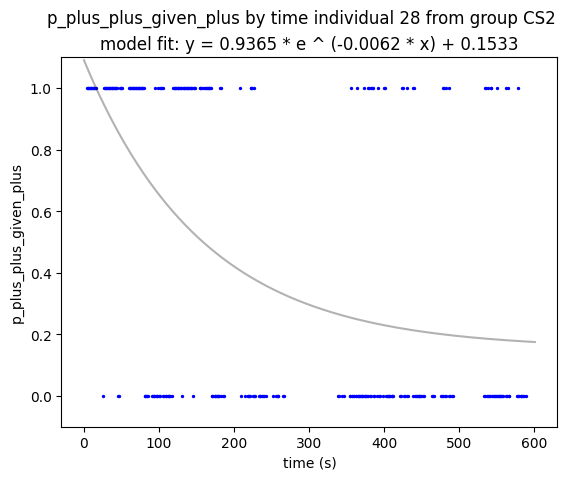 p_plus_plus_given_plus by time individual 28 from group CS2
model fit: y = 0.9365 * e ^ (-0.0062 * x) + 0.1533
1.0
0.8
0.6
0.4
0.2
0.0
p_plus_plus_given_plus
0 100 200 300 400 500 600
time (s)